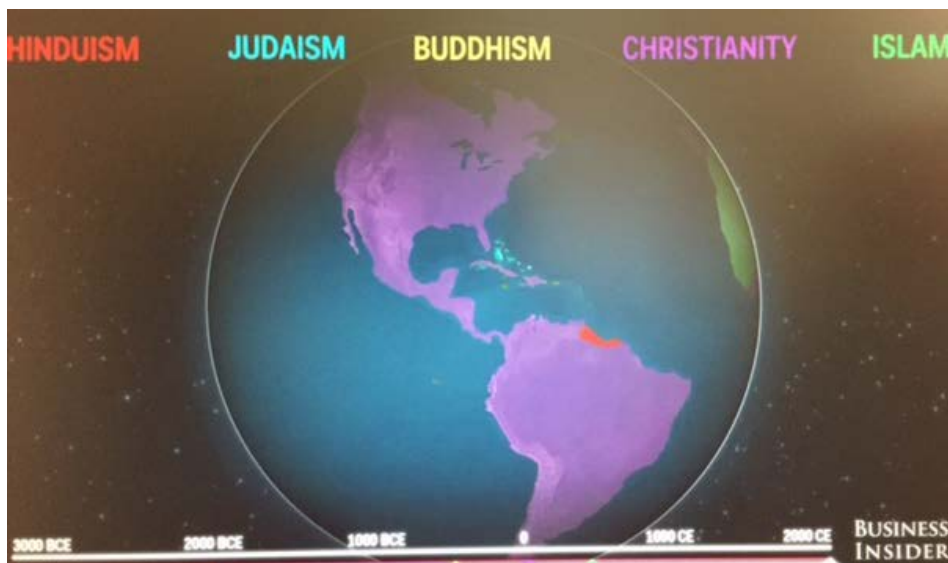 HINDUISM JUDAISM BUDDHISM CHRISTIANITY ISLAM
3000 BCE 2000 BCE 1000 BCE 0 1000 CE 2000 CE
BUSINESS
INSIDER